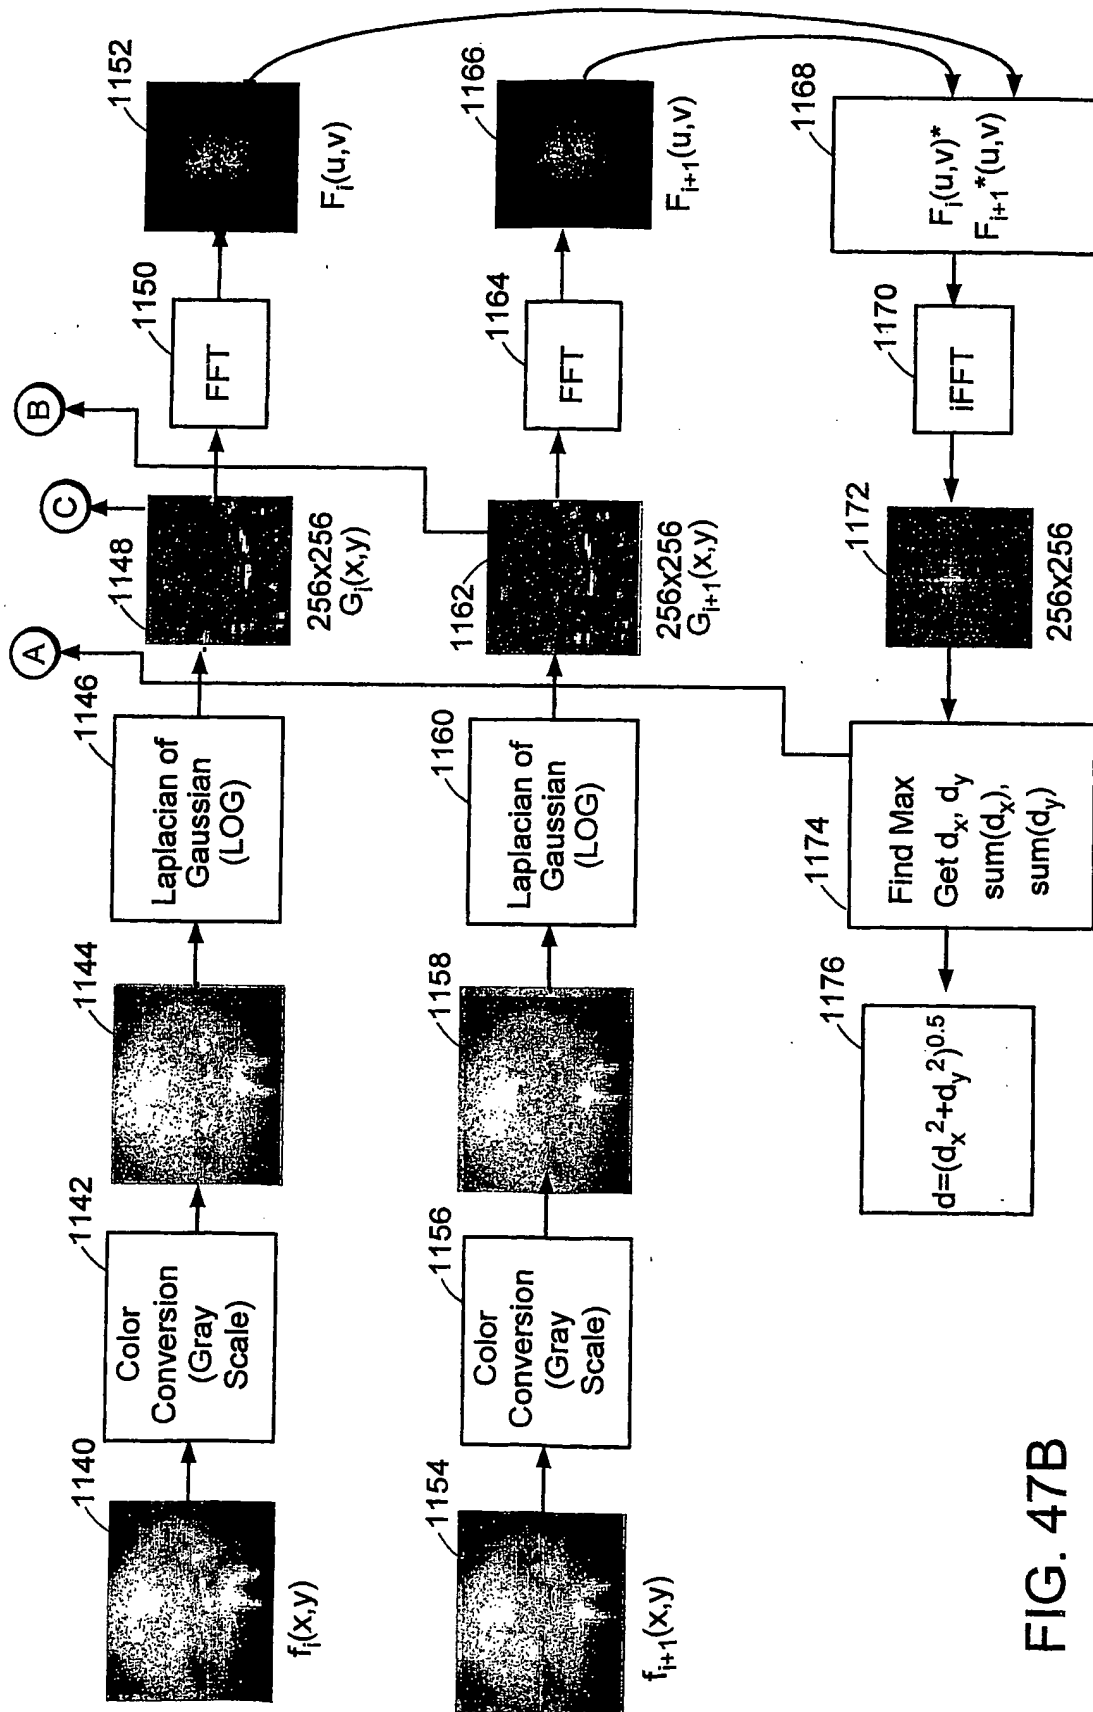 1140
f_i(x,y)
1142
Color
Conversion
(Gray
Scale)
1144
1146
Laplacian of
Gaussian
(LOG)
A
C
B
1148
256x256
G_i(x,y)
1150
FFT
1152
F_i(u,v)
1154
f_{i+1}(x,y)
1156
Color
Conversion
(Gray
Scale)
1158
1160
Laplacian of
Gaussian
(LOG)
1162
256x256
G_{i+1}(x,y)
1164
FFT
1166
F_{i+1}(u,v)
1168
F_i(u,v)*
F_{i+1}*(u,v)
1170
iFFT
1172
256x256
1174
Find Max
Get d_x, d_y
sum(d_x),
sum(d_y)
1176
d=(d_x^2+d_y^2)^0.5
FIG. 47B